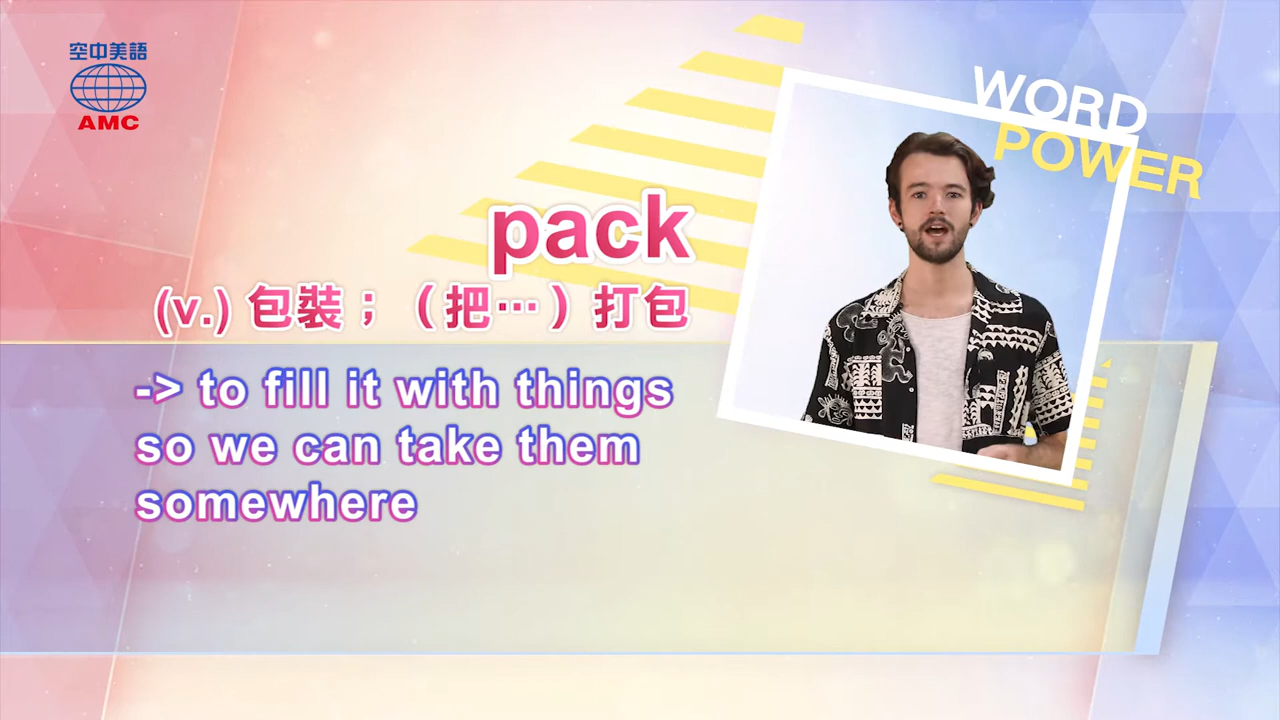 空中美語
AMC
WORD
POWER
pack
(v.) 包裝；（把…）打包
-> to fill it with things
so we can take them
somewhere